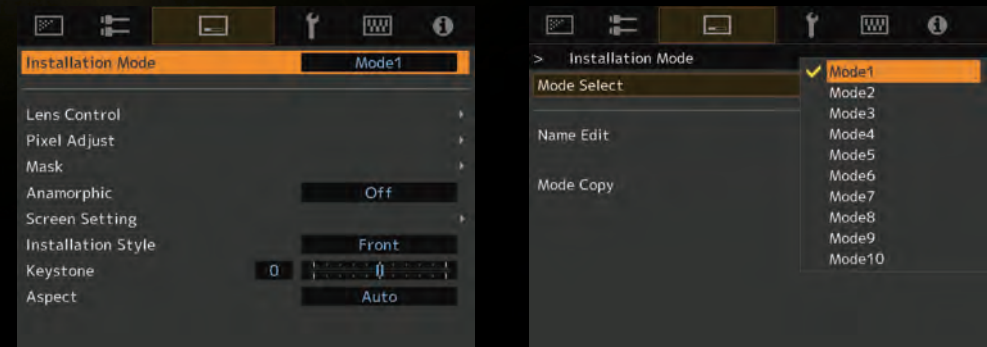 Installation Mode Mode1
Lens Control
Pixel Adjust
Mask
Anamorphic Off
Screen Setting
Installation Style Front
Keystone 0
Aspect Auto
> Installation Mode
Mode Select
Name Edit
Mode Copy
Mode1
Mode2
Mode3
Mode4
Mode5
Mode6
Mode7
Mode8
Mode9
Mode10